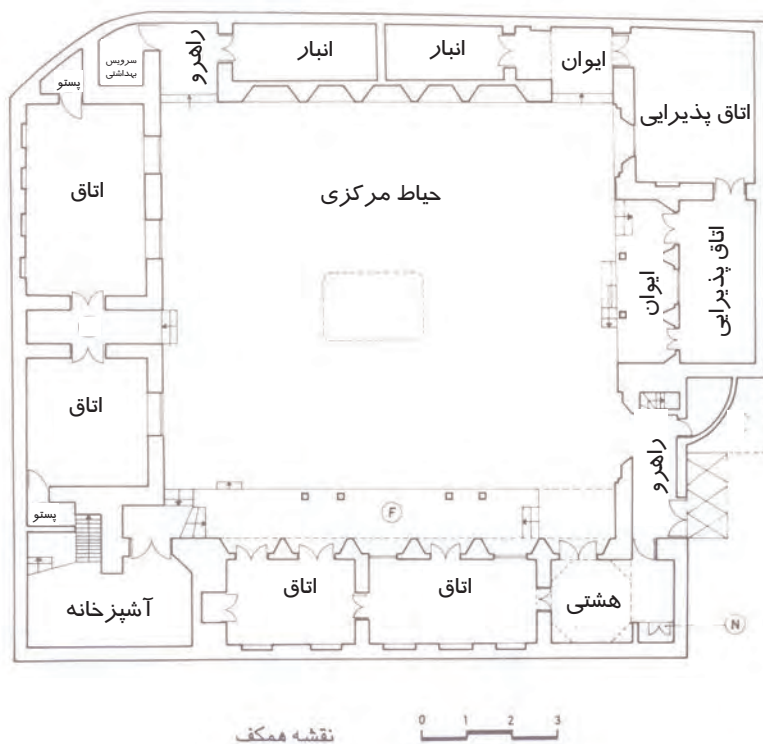 سرویس
بهداشتی
پستو
راهرو
انبار
انبار
ایوان
اتاق پذیرایی
اتاق
حیاط مرکزی
ایوان
اتاق پذیرایی
اتاق
راهرو
پستو
F
آشپزخانه
اتاق
اتاق
هشتی
N
نقشه همکف
0 1 2 3